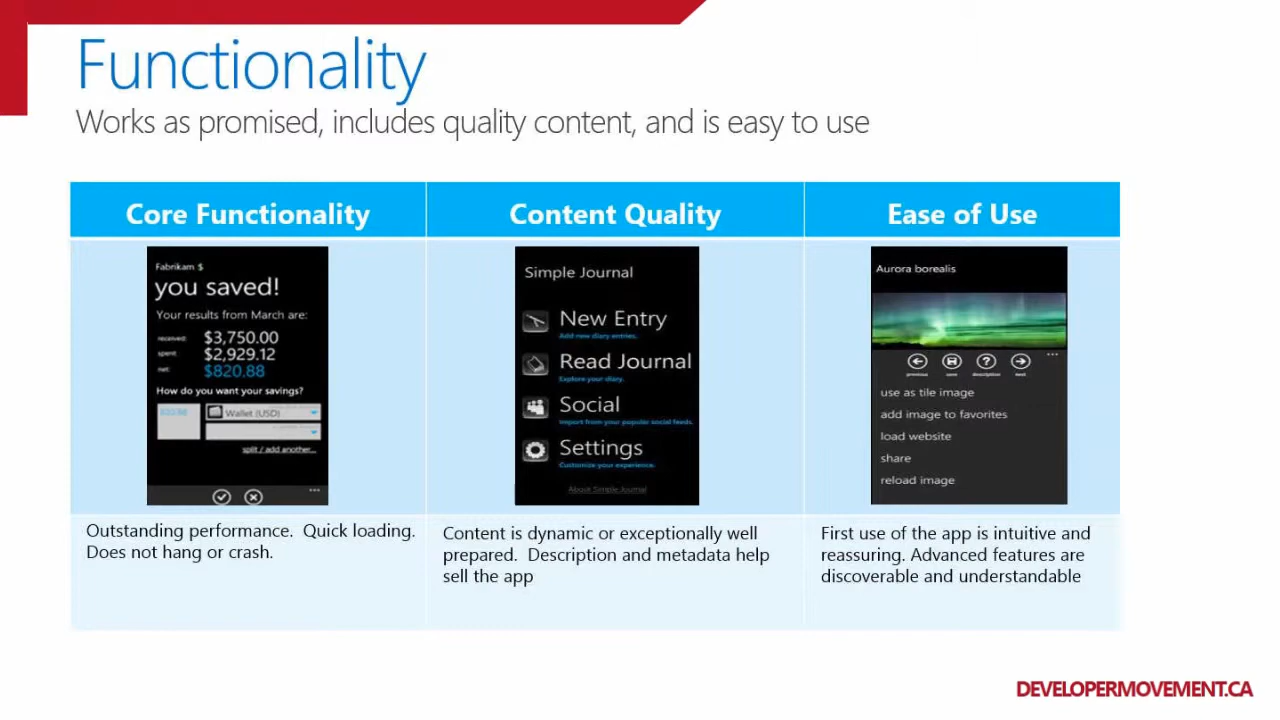 Functionality
Works as promised, includes quality content, and is easy to use
Core Functionality
Content Quality
Ease of Use
Fabrikam $
you saved!
Your results from March are:
received: $3,750.00
spent: $2,929.12
net: $820.88
How do you want your savings?
Wallet (USD)
split / add another...
Simple Journal
New Entry
Add new diary entries.
Read Journal
Explore your diary.
Social
Import from your popular social feeds.
Settings
Customize your experience.
About Simple Journal
Aurora borealis
previous save description next
use as tile image
add image to favorites
load website
share
reload image
Outstanding performance. Quick loading.
Does not hang or crash.
Content is dynamic or exceptionally well
prepared. Description and metadata help
sell the app
First use of the app is intuitive and
reassuring. Advanced features are
discoverable and understandable
DEVELOPERMOVEMENT.CA